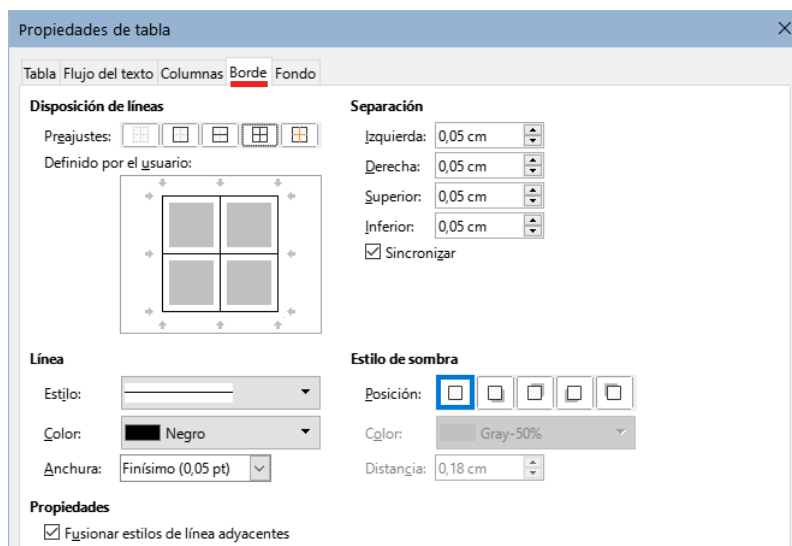 Propiedades de tabla
Tabla Flujo del texto Columnas Borde Fondo
Disposición de líneas
Preajustes:
Definido por el usuario:
Separación
Izquierda: 0,05 cm
Derecha: 0,05 cm
Superior: 0,05 cm
Inferior: 0,05 cm
Sincronizar
Línea
Estilo:
Color: Negro
Anchura: Finísimo (0,05 pt)
Estilo de sombra
Posición:
Color: Gray-50%
Distancia: 0,18 cm
Propiedades
Fusionar estilos de línea adyacentes